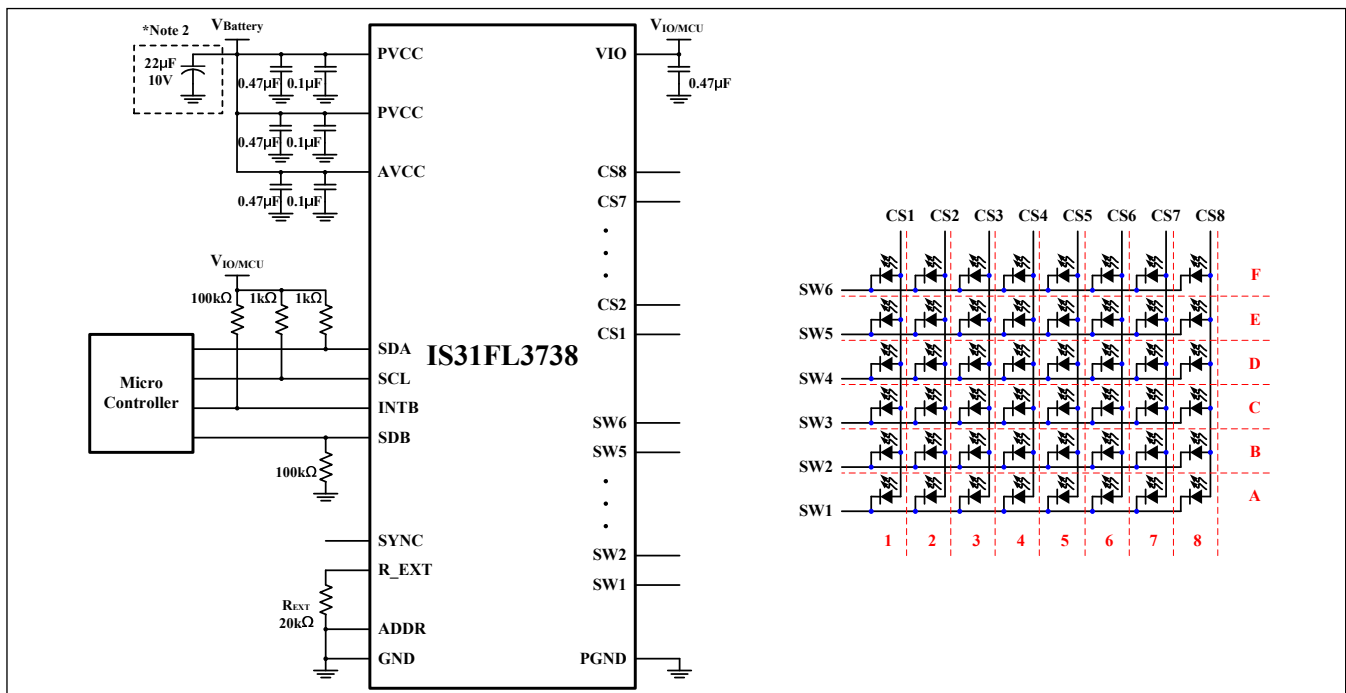 *Note 2
VBattery
22µF
10V
0.47µF 0.1µF
0.47µF 0.1µF
0.47µF 0.1µF
PVCC
PVCC
AVCC
VIO/MCU
100kΩ 1kΩ 1kΩ
Micro
Controller
SDA
SCL
INTB
SDB
100kΩ
SYNC
R_EXT
REXT
20kΩ
ADDR
GND
IS31FL3738
VIO
VIO/MCU
0.47µF
CS8
CS7
CS2
CS1
SW6
SW5
SW2
SW1
PGND
CS1 CS2 CS3 CS4 CS5 CS6 CS7 CS8
SW6 F
SW5 E
SW4 D
SW3 C
SW2 B
SW1 A
1 2 3 4 5 6 7 8